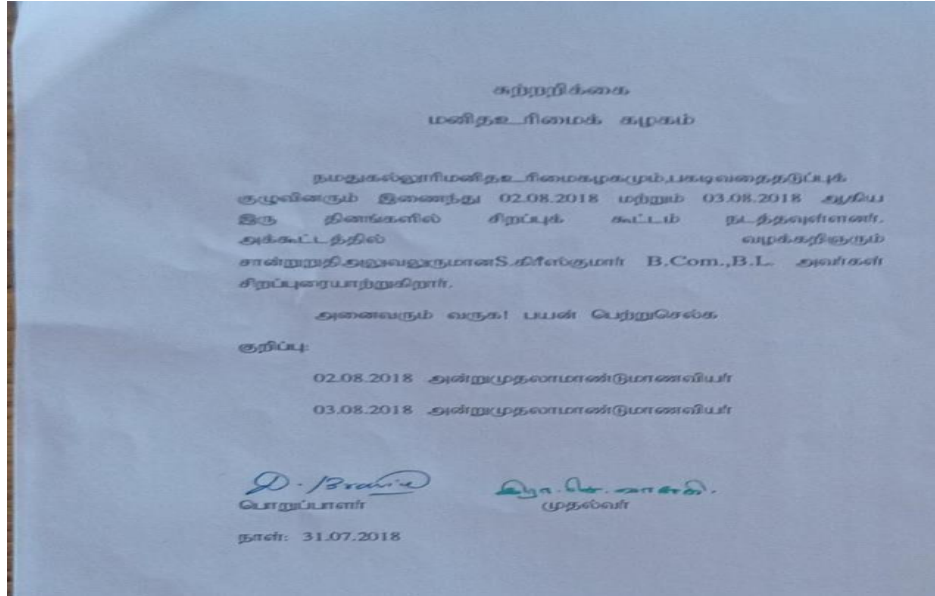 சுற்றறிக்கை
மனிதஉரிமைக் கழகம்
நமதுகல்லூரிமனிதஉரிமைகழகமும்,பகடிவதைதடுப்புக்
குழுவினரும் இணைந்து 02.08.2018 மற்றும் 03.08.2018 ஆகிய
இரு தினங்களில் சிறப்புக் கூட்டம் நடத்தவுள்ளனர்.
அக்கூட்டத்தில் வழக்கறிஞரும்
சான்றுறுதிஅலுவலுருமானS.கிரீஸ்குமார் B.Com.,B.L. அவர்கள்
சிறப்புரையாற்றுகிறார்.
அனைவரும் வருக! பயன் பெற்றுசெல்க
குறிப்பு:
02.08.2018 அன்றுமுதலாமாண்டுமாணவியர்
03.08.2018 அன்றுமுதலாமாண்டுமாணவியர்
பொறுப்பாளர் முதல்வர்
நாள்: 31.07.2018